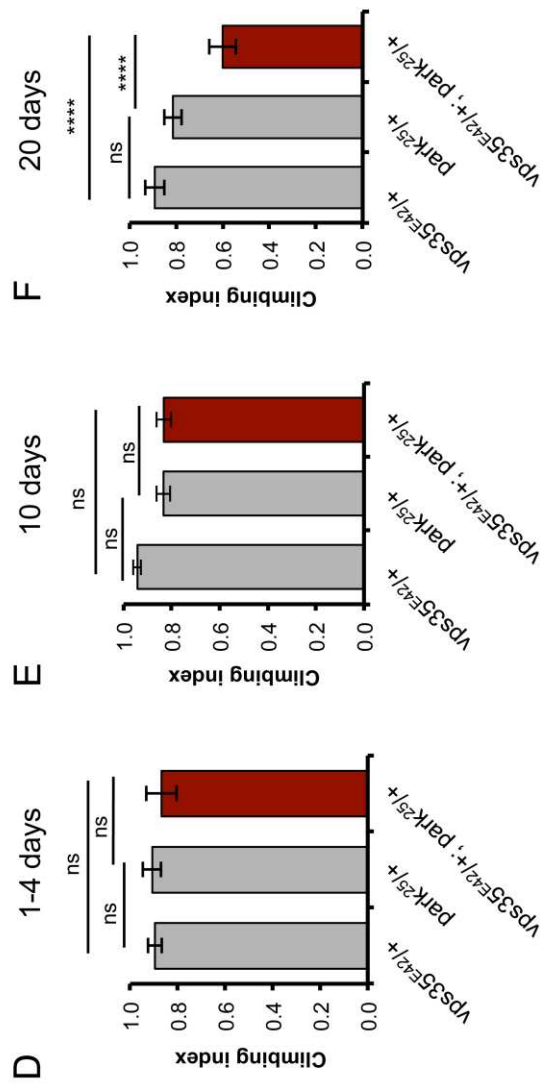 D
1-4 days
ns
ns
ns
Climbing index
1.0
0.8
0.6
0.4
0.2
0.0
vps35E42/+
park25/+
vps35E42/+; park25/+
E
10 days
ns
ns
ns
Climbing index
1.0
0.8
0.6
0.4
0.2
0.0
vps35E42/+
park25/+
vps35E42/+; park25/+
F
20 days
****
ns
****
Climbing index
1.0
0.8
0.6
0.4
0.2
0.0
vps35E42/+
park25/+
vps35E42/+; park25/+